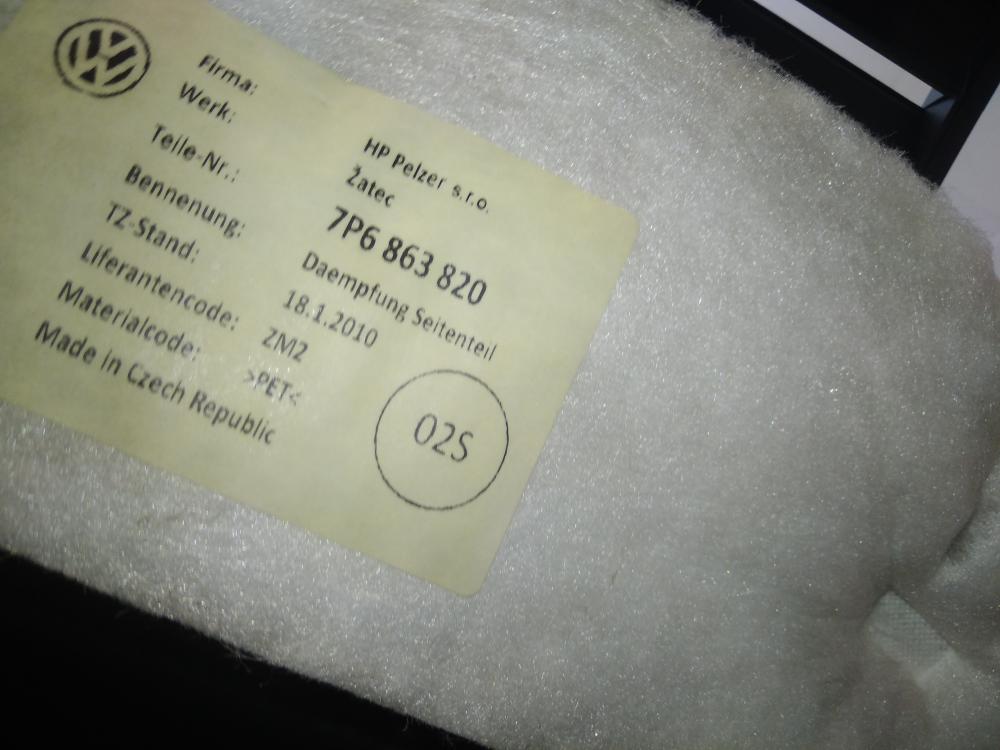 VW
Firma: HP Pelzer s.r.o.
Werk: Žatec
Teile-Nr.: 7P6 863 820
Bennenung: Daempfung Seitenteil
TZ-Stand: 18.1.2010
Liferantencode: ZM2
Materialcode: >PET<
Made in Czech Republic
02S